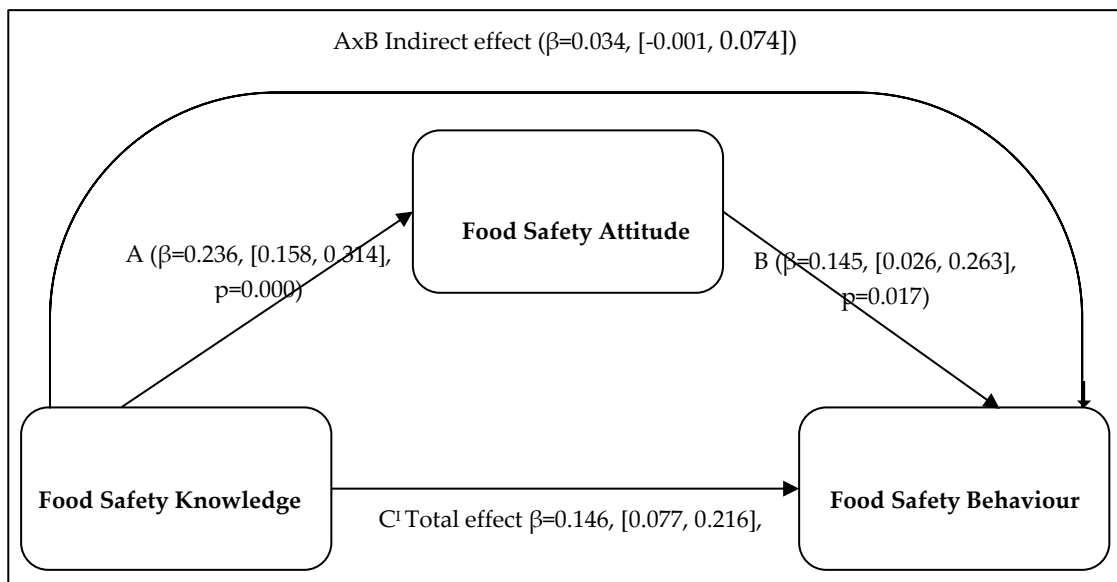 AxB Indirect effect (β=0.034, [-0.001, 0.074])
Food Safety Attitude
A (β=0.236, [0.158, 0.314],
p=0.000)
B (β=0.145, [0.026, 0.263],
p=0.017)
Food Safety Knowledge
Food Safety Behaviour
Cᴵ Total effect β=0.146, [0.077, 0.216],